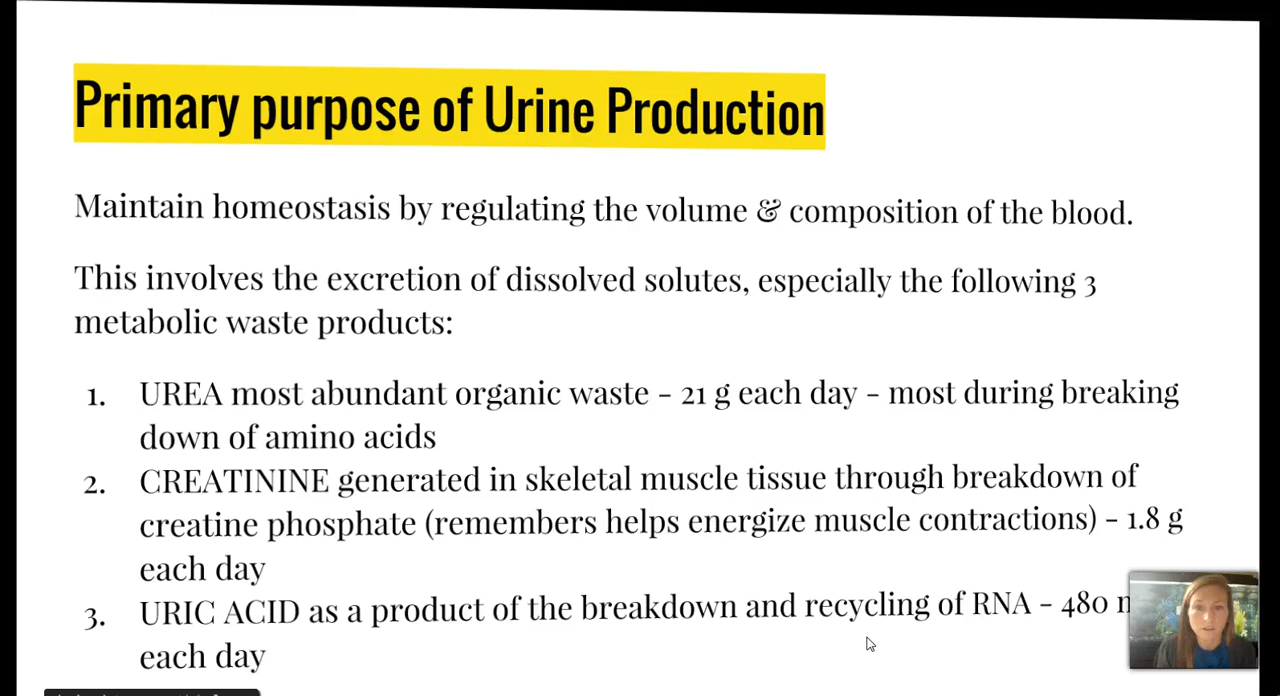 Primary purpose of Urine Production
Maintain homeostasis by regulating the volume & composition of the blood.
This involves the excretion of dissolved solutes, especially the following 3
metabolic waste products:
1. UREA most abundant organic waste - 21 g each day - most during breaking
down of amino acids
2. CREATININE generated in skeletal muscle tissue through breakdown of
creatine phosphate (remembers helps energize muscle contractions) - 1.8 g
each day
3. URIC ACID as a product of the breakdown and recycling of RNA - 480
each day